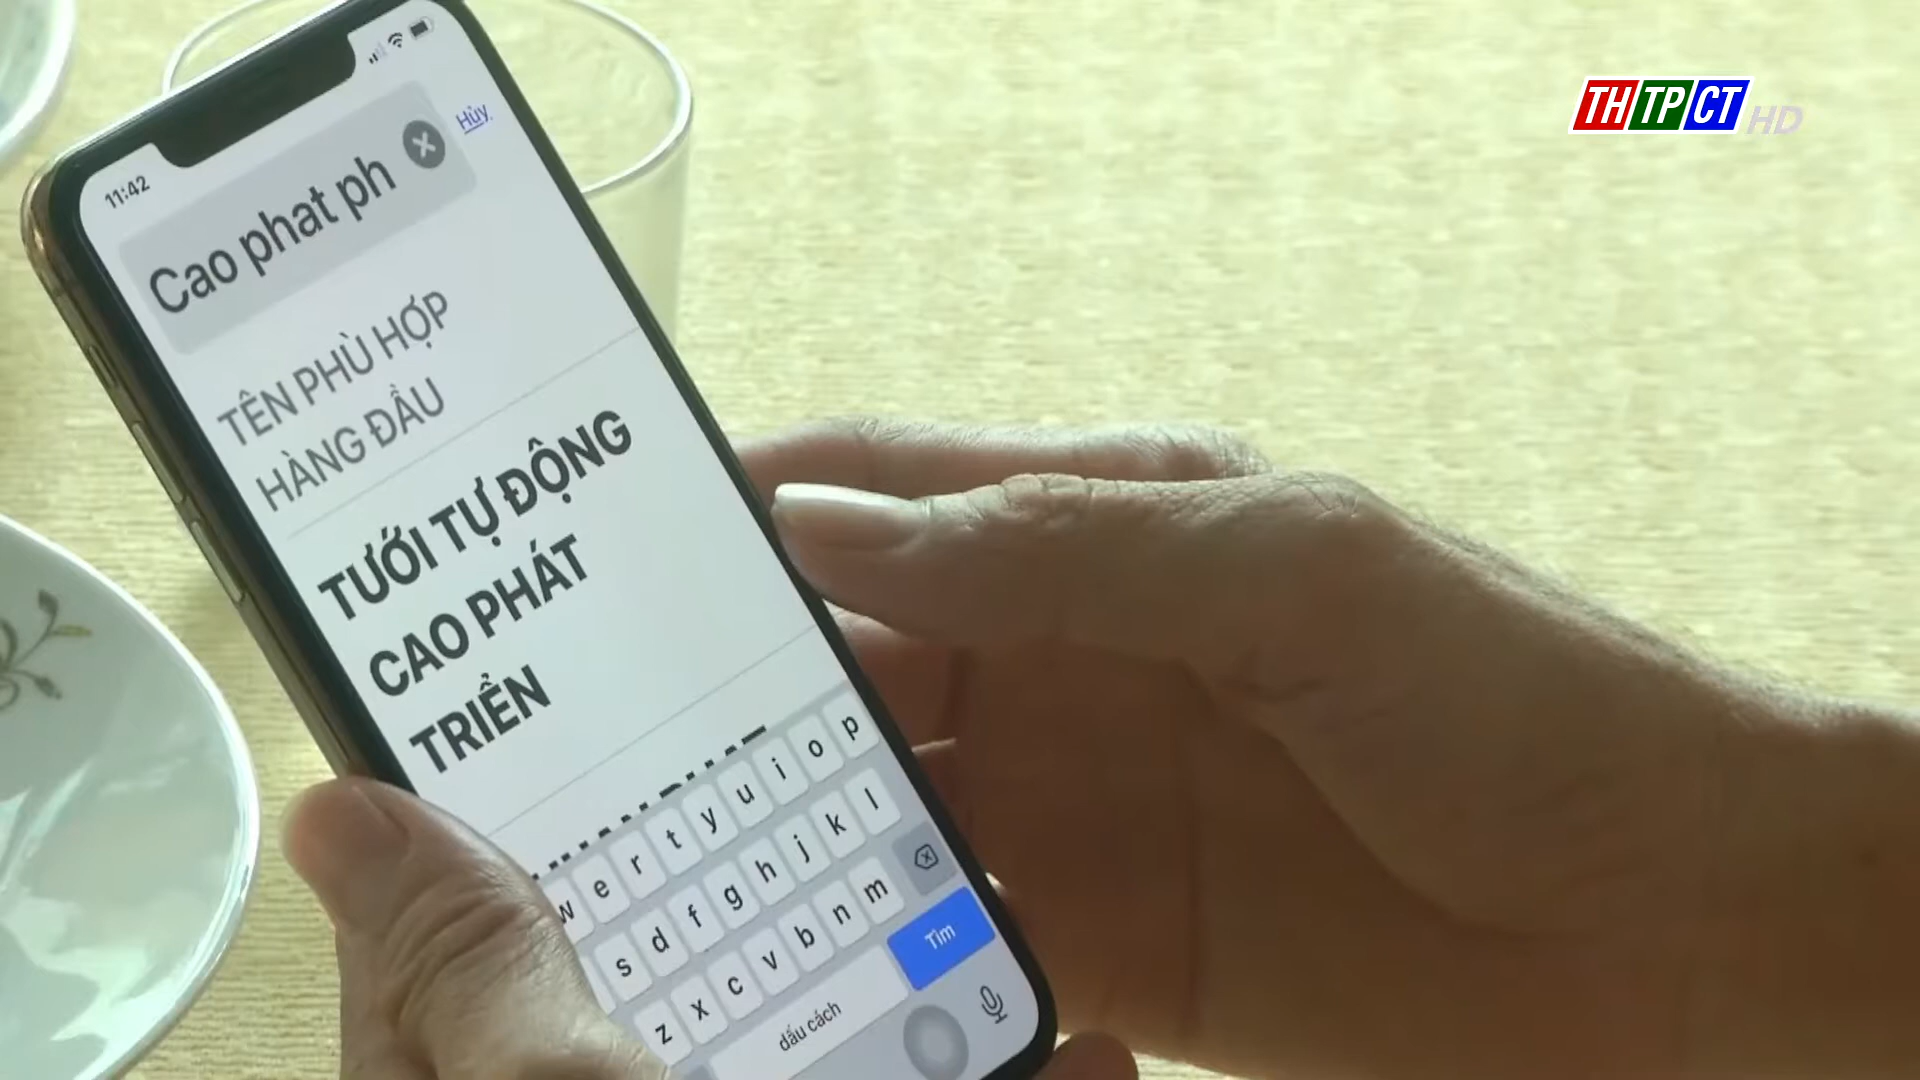 THTPCT HD
11:42
Cao phat ph
Hủy
TÊN PHÙ HỢP
HÀNG ĐẦU
TƯỚI TỰ ĐỘNG
CAO PHÁT
TRIỂN
w e r t y u i o p
s d f g h j k l
z x c v b n m
dấu cách
Tìm